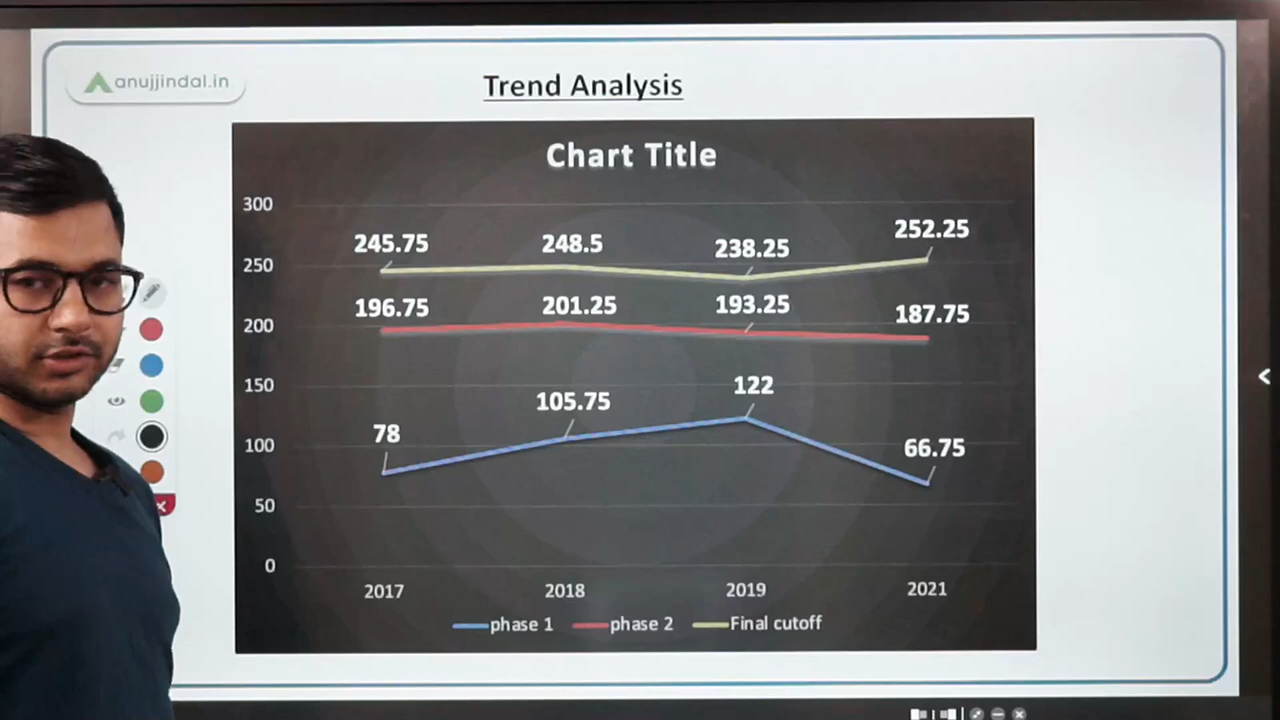 anujjindal.in
Trend Analysis
Chart Title
300
250
200
150
100
50
0
245.75 248.5 238.25 252.25
196.75 201.25 193.25 187.75
78 105.75 122 66.75
2017 2018 2019 2021
phase 1 phase 2 Final cutoff